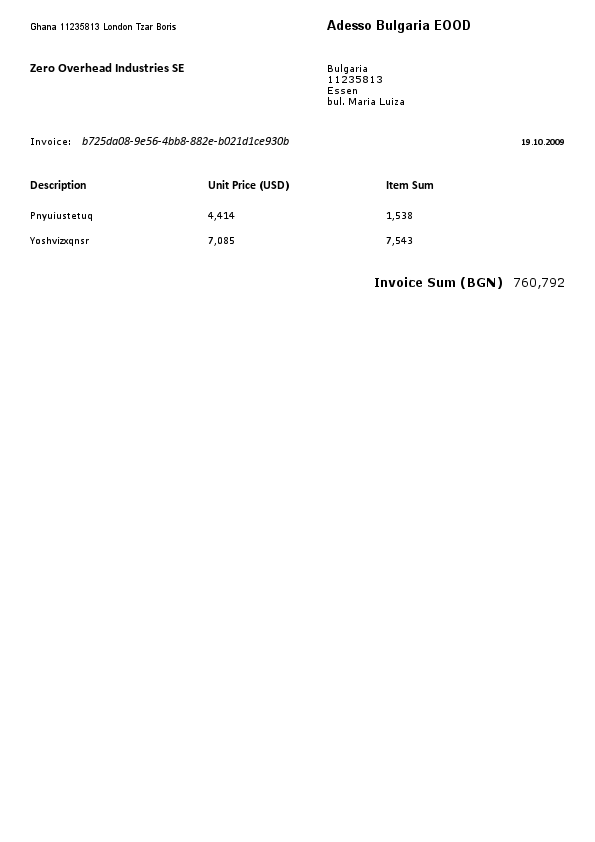 Ghana 11235813 London Tzar Boris
Adesso Bulgaria EOOD
Zero Overhead Industries SE
Bulgaria
11235813
Essen
bul. Maria Luiza
Invoice: b725da08-9e56-4bb8-882e-b021d1ce930b 19.10.2009
Description Unit Price (USD) Item Sum
Pnyuiustetuq 4,414 1,538
Yoshvizxqnsr 7,085 7,543
Invoice Sum (BGN) 760,792